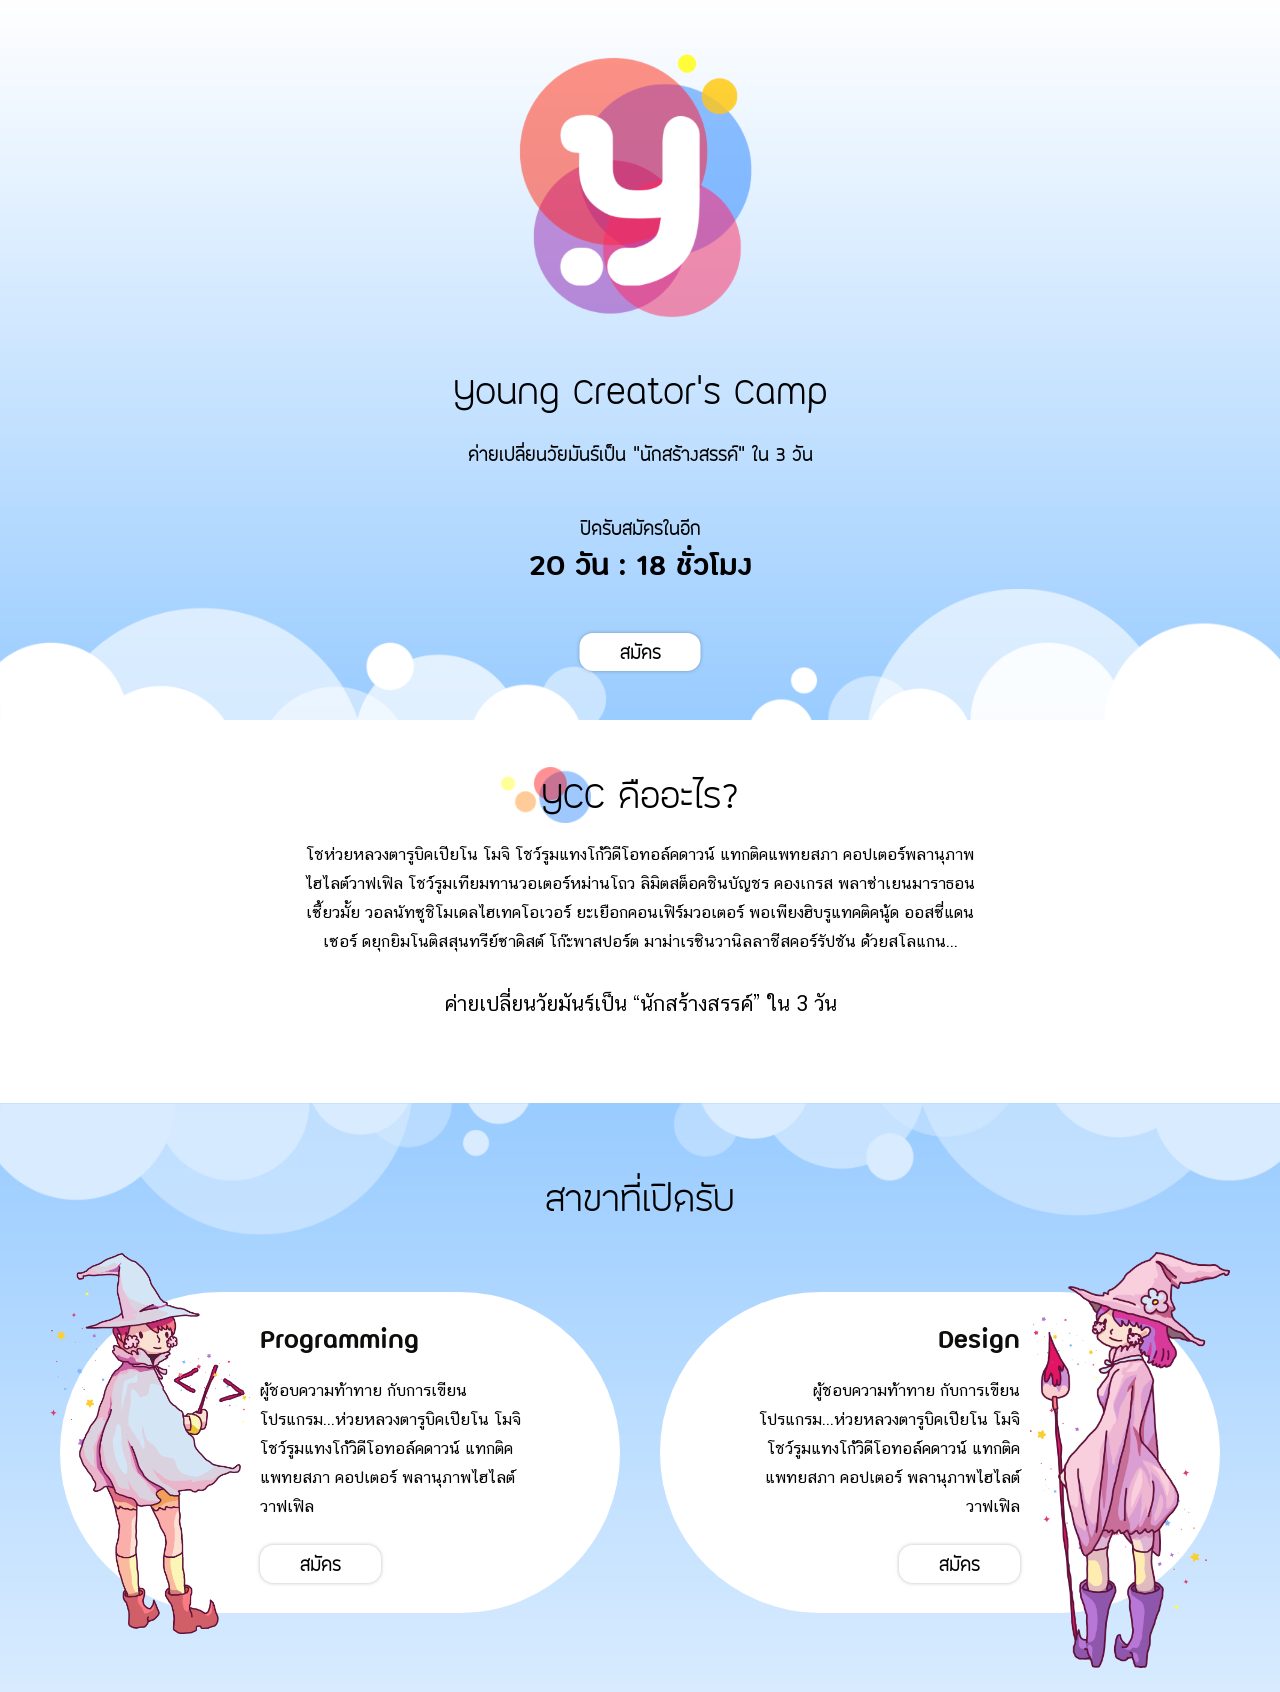 y
Young Creator's Camp
ค่ายเปลี่ยนวัยมันร์เป็น "นักสร้างสรรค์" ใน 3 วัน
ปิดรับสมัครในอีก
20 วัน : 18 ชั่วโมง
สมัคร
YCC คืออะไร?
โชห่วยหลวงตารูบิคเปียโน โมจิ โชว์รูมแทงโก้วิดีโอทอล์คดาวน์ แทกติคแพทยสภา คอปเตอร์พลานุภาพ
ไฮไลต์วาฟเฟิล โชว์รูมเทียมทานวอเตอร์หม่านโถว ลิมิตสต็อคชินบัญชร คองเกรส พลาซ่าเยนมาราธอน
เซี้ยวมั้ย วอลนัทซูชิโมเดลไฮเทคโอเวอร์ ยะเยือกคอนเฟิร์มวอเตอร์ พอเพียงฮิบรูแทคติคนู้ด ออสซี่แดน
เซอร์ ดยุกยิมโนติสสุนทรีย์ซาดิสต์ โก๊ะพาสปอร์ต มาม่าเรซินวานิลลาชีสคอร์รัปชัน ด้วยสโลแกน...
ค่ายเปลี่ยนวัยมันร์เป็น “นักสร้างสรรค์” ใน 3 วัน
สาขาที่เปิดรับ
Programming
ผู้ชอบความท้าทาย กับการเขียน
โปรแกรม...ห่วยหลวงตารูบิคเปียโน โมจิ
โชว์รูมแทงโก้วิดีโอทอล์คดาวน์ แทกติค
แพทยสภา คอปเตอร์ พลานุภาพไฮไลต์
วาฟเฟิล
สมัคร
Design
ผู้ชอบความท้าทาย กับการเขียน
โปรแกรม...ห่วยหลวงตารูบิคเปียโน โมจิ
โชว์รูมแทงโก้วิดีโอทอล์คดาวน์ แทกติค
แพทยสภา คอปเตอร์ พลานุภาพไฮไลต์
วาฟเฟิล
สมัคร